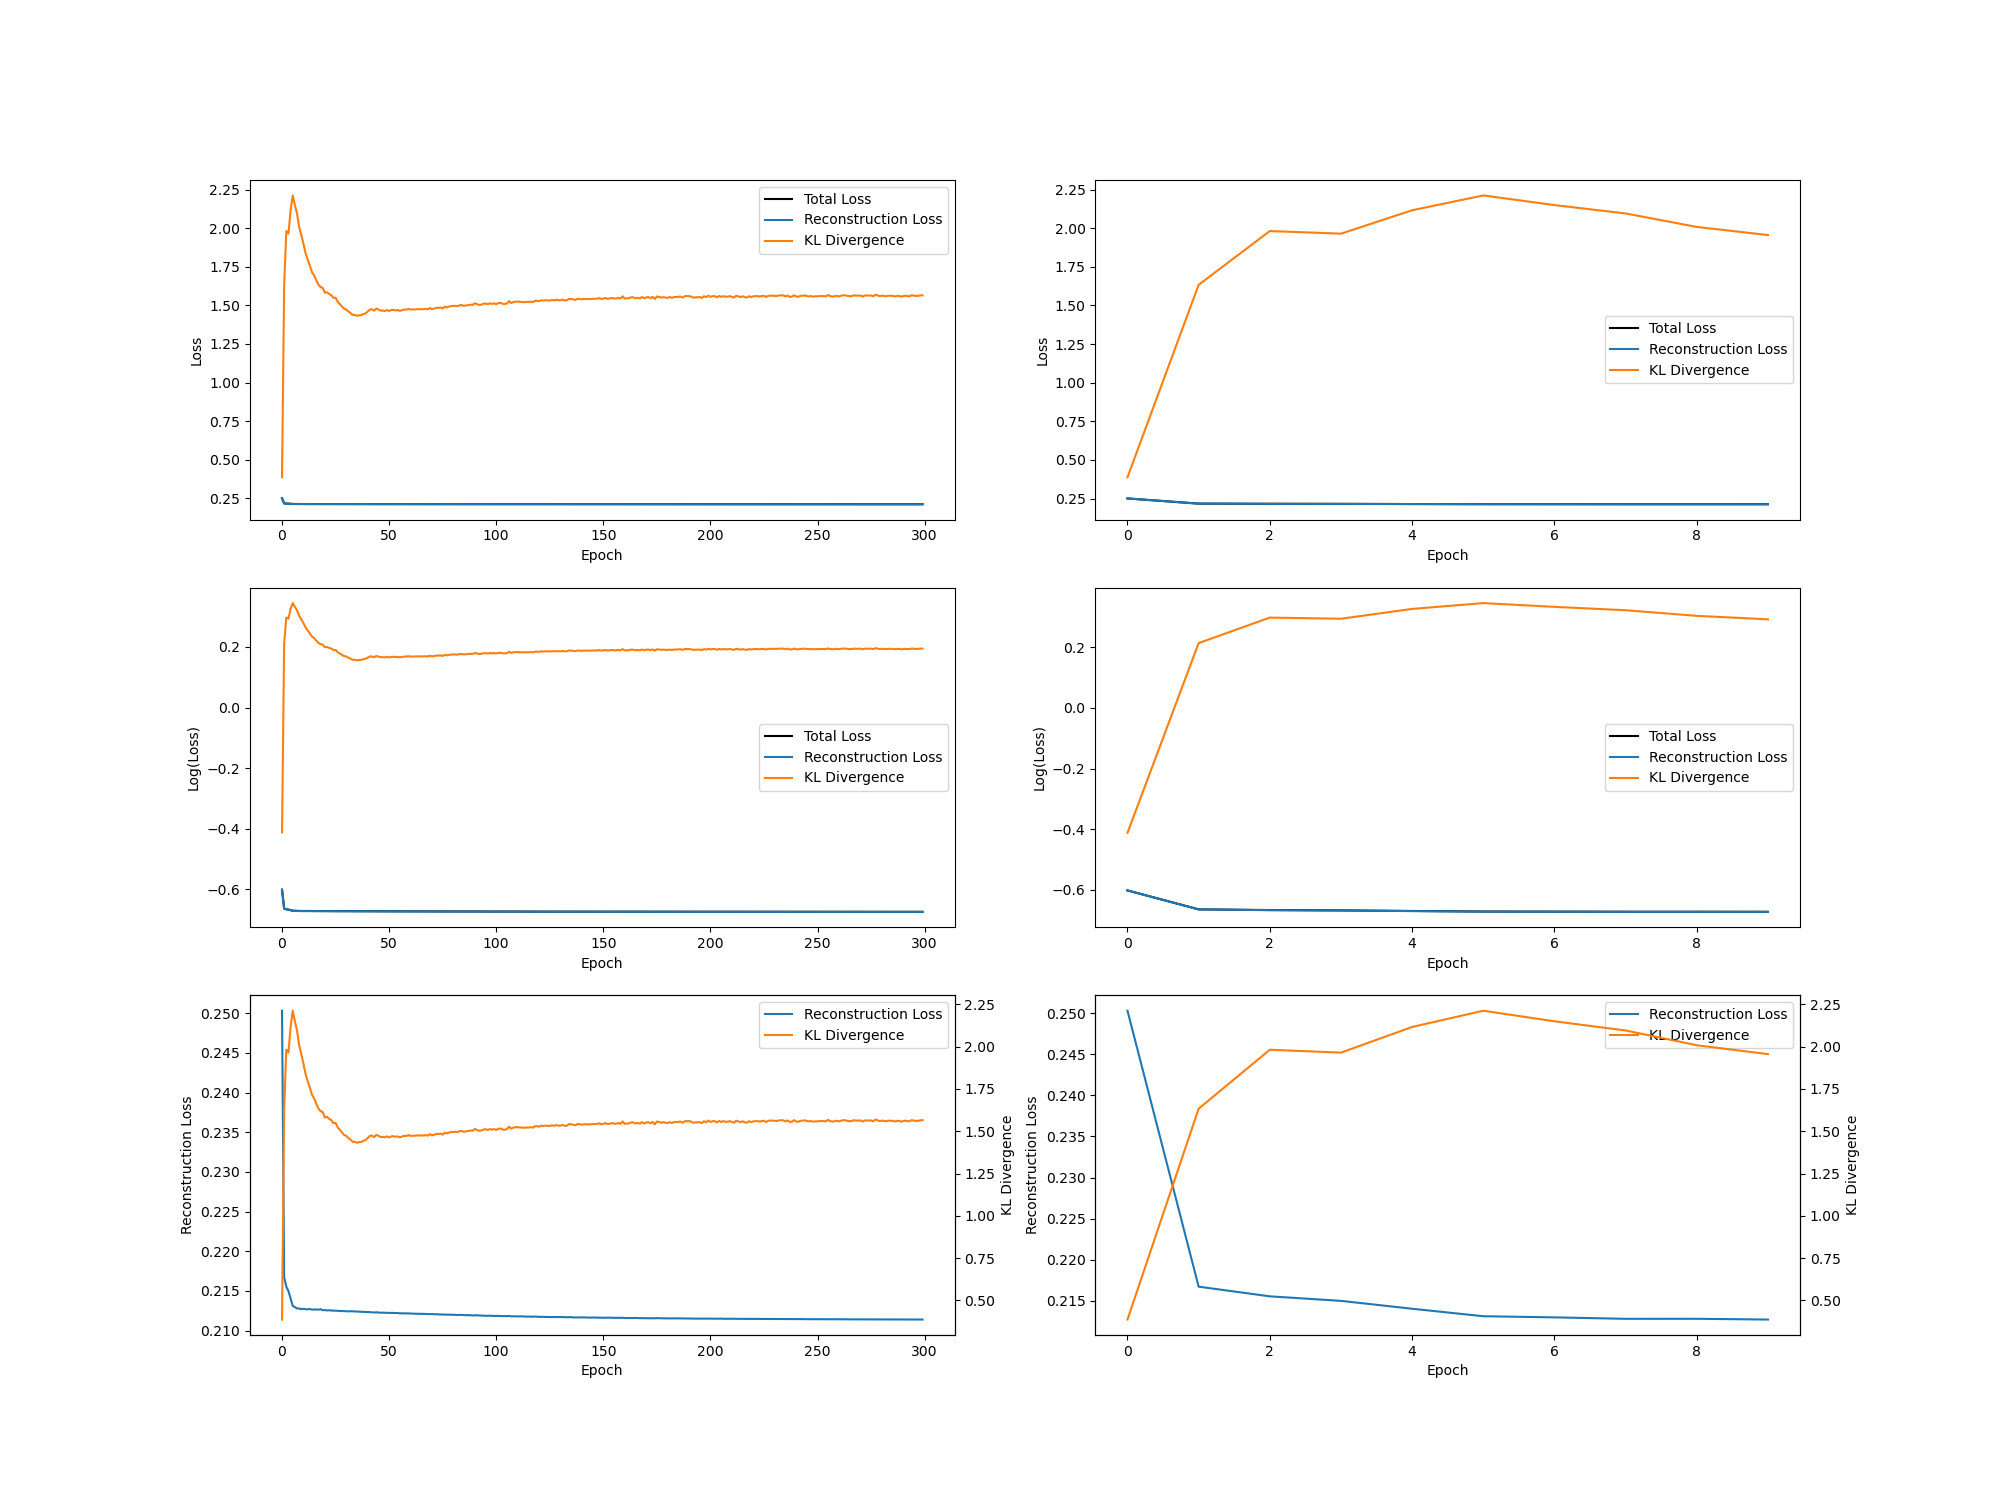 2.25
2.00
1.75
1.50
1.25
1.00
0.75
0.50
0.25
Loss
Total Loss
Reconstruction Loss
KL Divergence
0 50 100 150 200 250 300
Epoch
2.25
2.00
1.75
1.50
1.25
1.00
0.75
0.50
0.25
Loss
Total Loss
Reconstruction Loss
KL Divergence
0 2 4 6 8
Epoch
0.2
0.0
−0.2
−0.4
−0.6
Log(Loss)
Total Loss
Reconstruction Loss
KL Divergence
0 50 100 150 200 250 300
Epoch
0.2
0.0
−0.2
−0.4
−0.6
Log(Loss)
Total Loss
Reconstruction Loss
KL Divergence
0 2 4 6 8
Epoch
0.250
0.245
0.240
0.235
0.230
0.225
0.220
0.215
0.210
Reconstruction Loss
Reconstruction Loss
KL Divergence
2.25
2.00
1.75
1.50
1.25
1.00
0.75
0.50
KL Divergence
0 50 100 150 200 250 300
Epoch
0.250
0.245
0.240
0.235
0.230
0.225
0.220
0.215
Reconstruction Loss
Reconstruction Loss
KL Divergence
2.25
2.00
1.75
1.50
1.25
1.00
0.75
0.50
KL Divergence
0 2 4 6 8
Epoch